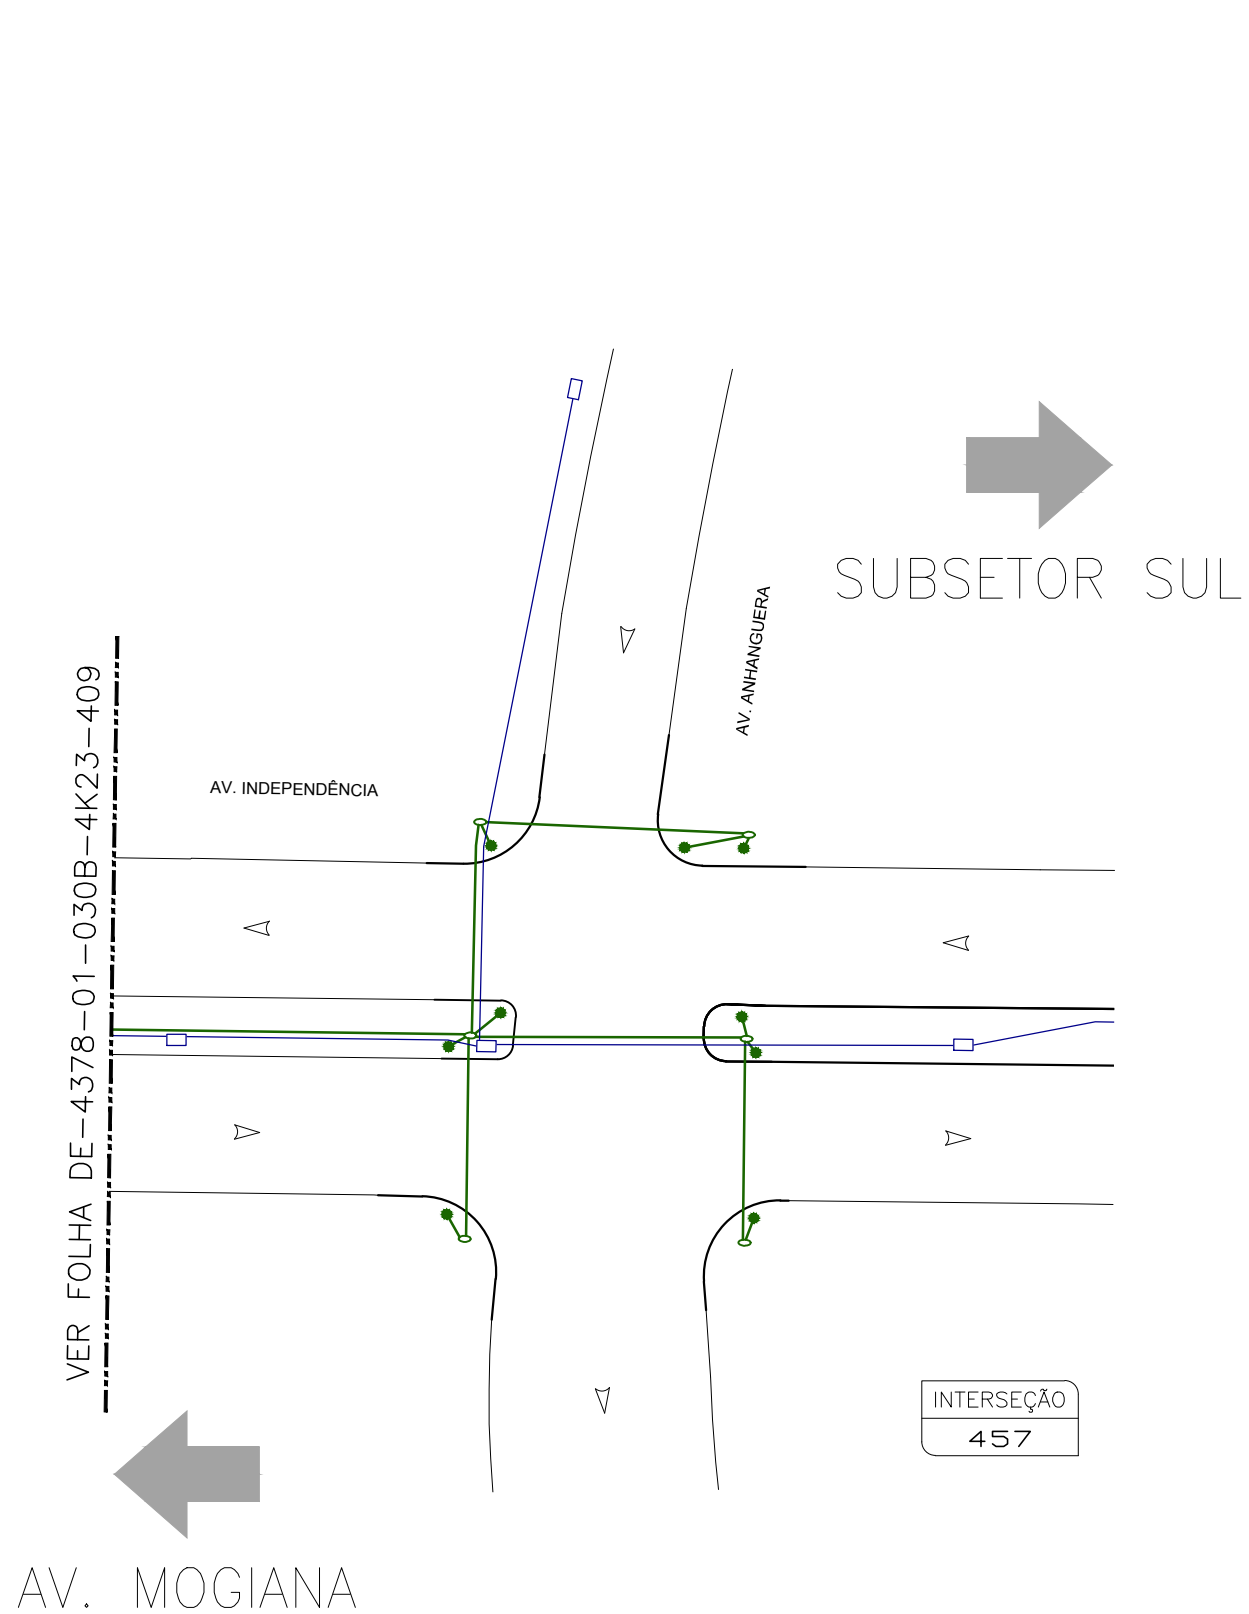 SUBSETOR SUL
AV. ANHANGUERA
VER FOLHA DE-4378-01-030B-4K23-409
AV. INDEPENDÊNCIA
INTERSEÇÃO
457
AV. MOGIANA